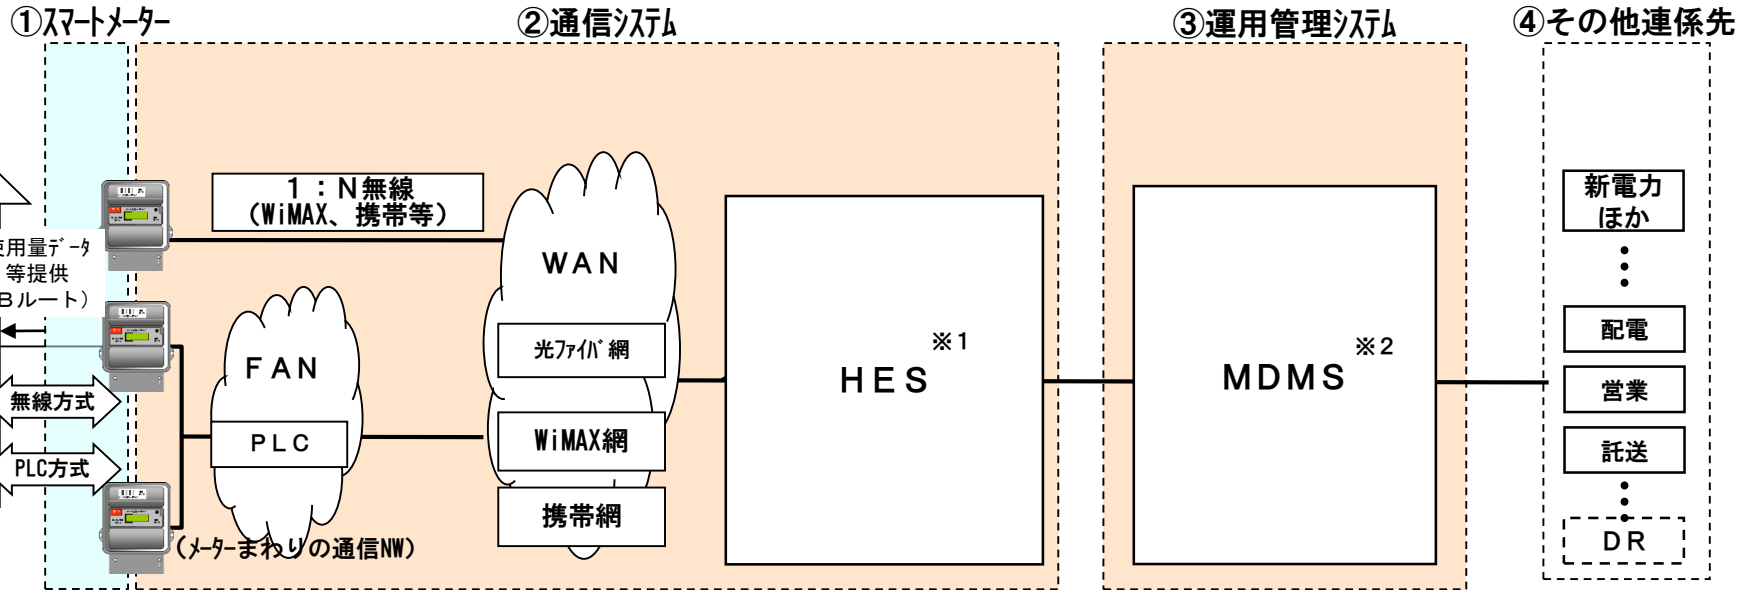 ①ｽﾏｰﾄﾒｰﾀｰ
②通信ｼｽﾃﾑ
③運用管理ｼｽﾃﾑ
④その他連係先
１：Ｎ無線
（WiMAX、携帯等）
使用量ﾃﾞｰﾀ
等提供
Ｂルート）
無線方式
PLC方式
ＦＡＮ
ＰＬＣ
（ﾒｰﾀｰまわりの通信NW）
ＷＡＮ
光ﾌｧｲﾊﾞ網
WiMAX網
携帯網
ＨＥＳ ※１
ＭＤＭＳ ※２
新電力
ほか
配電
営業
託送
ＤＲ